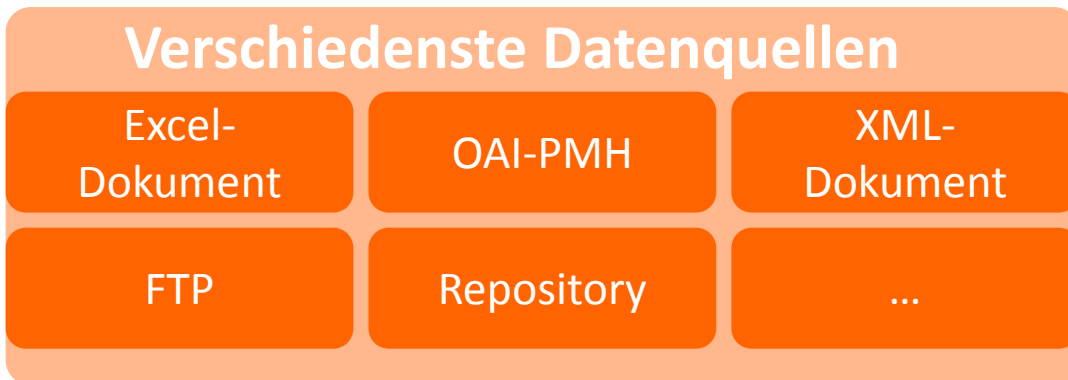 Verschiedenste Datenquellen
Excel-
Dokument
OAI-PMH
XML-
Dokument
FTP
Repository
...